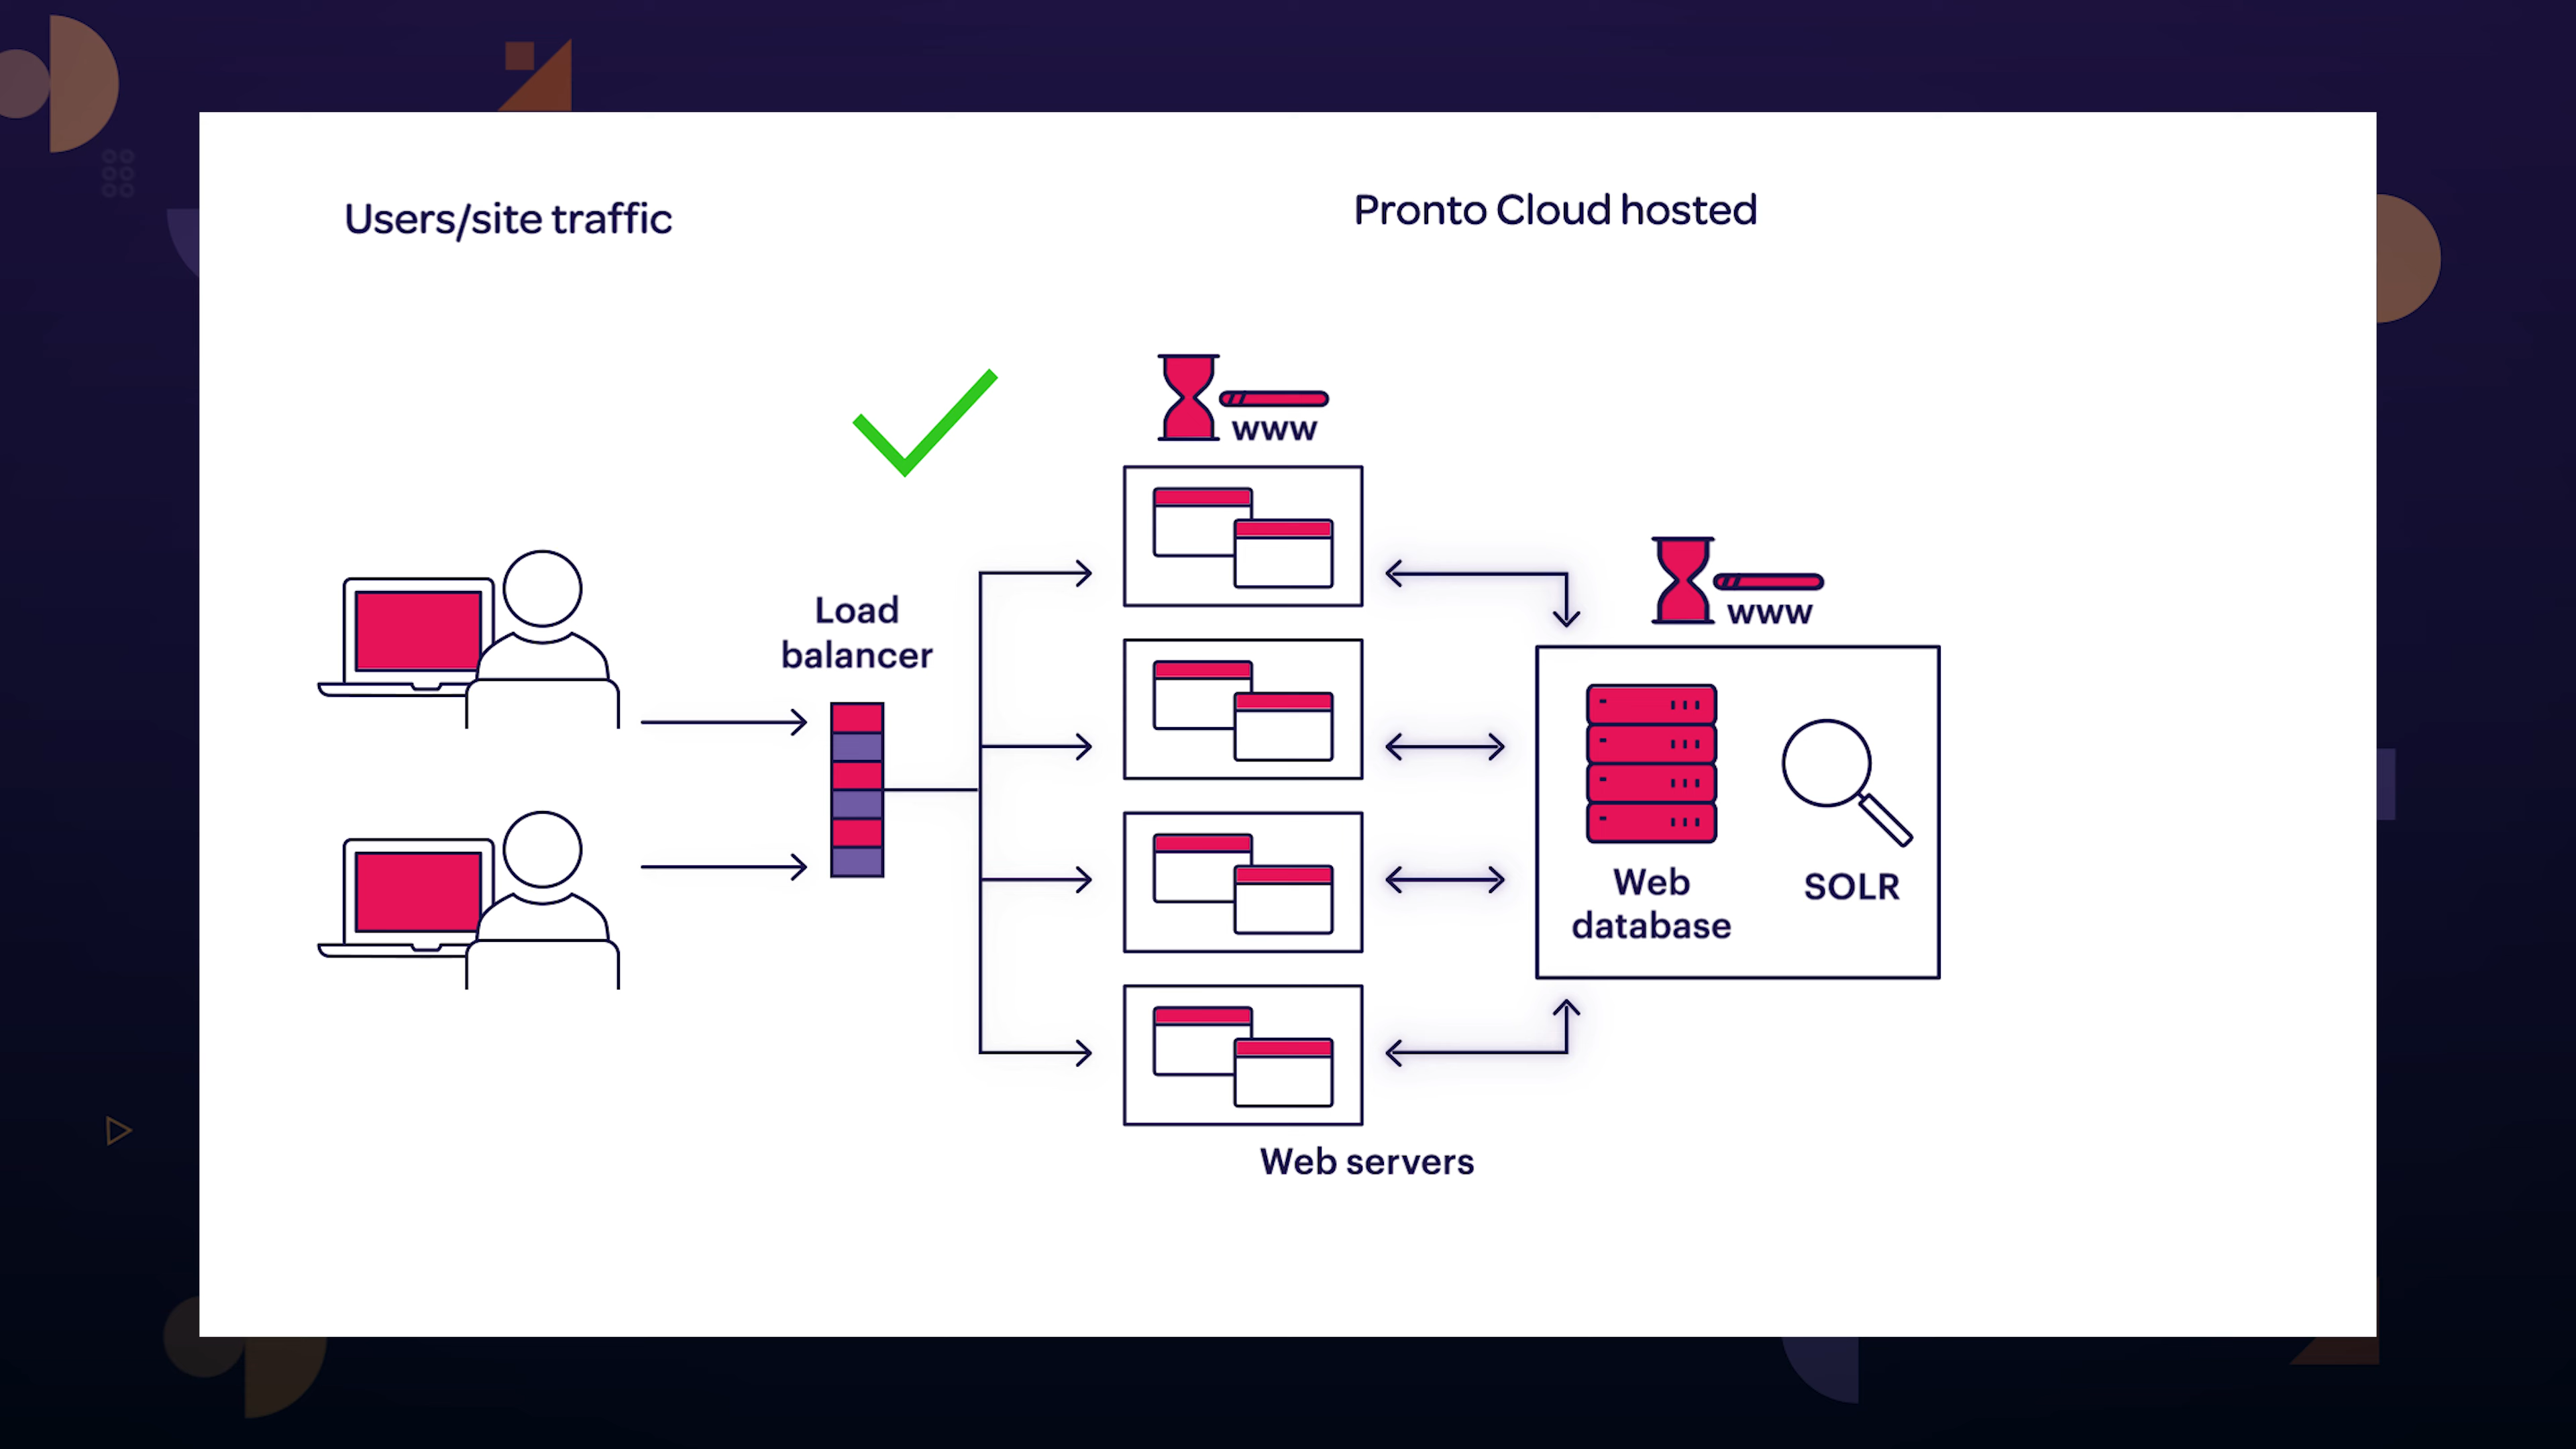 Users/site traffic
Pronto Cloud hosted
www
Load
balancer
www
Web
database
SOLR
Web servers